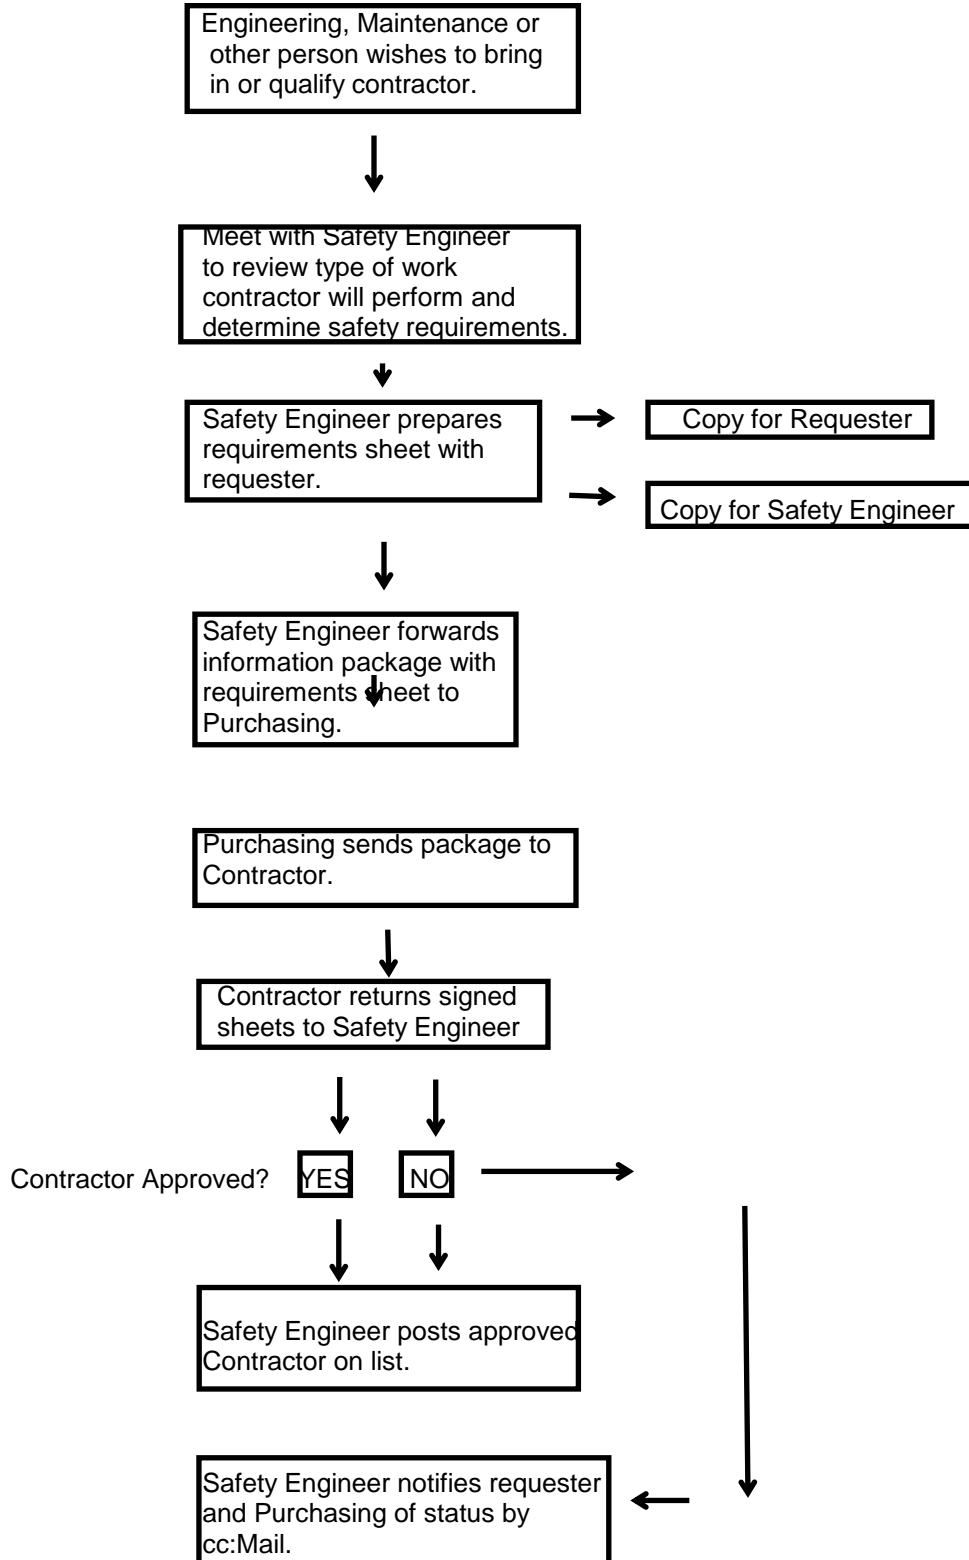 Engineering, Maintenance or
other person wishes to bring
in or qualify contractor.
Meet with Safety Engineer
to review type of work
contractor will perform and
determine safety requirements.
Safety Engineer prepares
requirements sheet with
requester.
Copy for Requester
Copy for Safety Engineer
Safety Engineer forwards
information package with
requirements sheet to
Purchasing.
Purchasing sends package to
Contractor.
Contractor returns signed
sheets to Safety Engineer
Contractor Approved? YES NO
Safety Engineer posts approved
Contractor on list.
Safety Engineer notifies requester
and Purchasing of status by
cc:Mail.